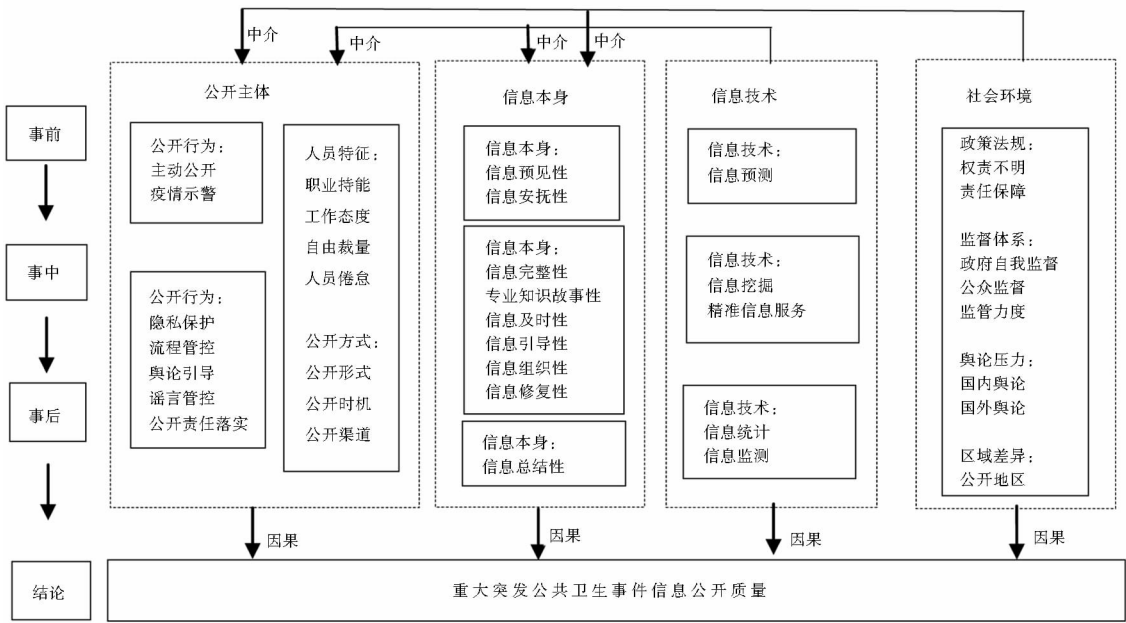 中介
中介
中介
中介
公开主体
信息本身
信息技术
社会环境
事前
事中
事后
结论
公开行为：
主动公开
疫情示警
公开行为：
隐私保护
流程管控
舆论引导
谣言管控
公开责任落实
人员特征：
职业持能
工作态度
自由裁量
人员倦怠
公开方式：
公开形式
公开时机
公开渠道
信息本身：
信息预见性
信息安抚性
信息本身：
信息完整性
专业知识故事性
信息及时性
信息引导性
信息组织性
信息修复性
信息本身：
信息总结性
信息技术：
信息预测
信息技术：
信息挖掘
精准信息服务
信息技术：
信息统计
信息监测
政策法规：
权责不明
责任保障
监督体系：
政府自我监督
公众监督
监管力度
舆论压力：
国内舆论
国外舆论
区域差异：
公开地区
因果
因果
因果
因果
重大突发公共卫生事件信息公开质量